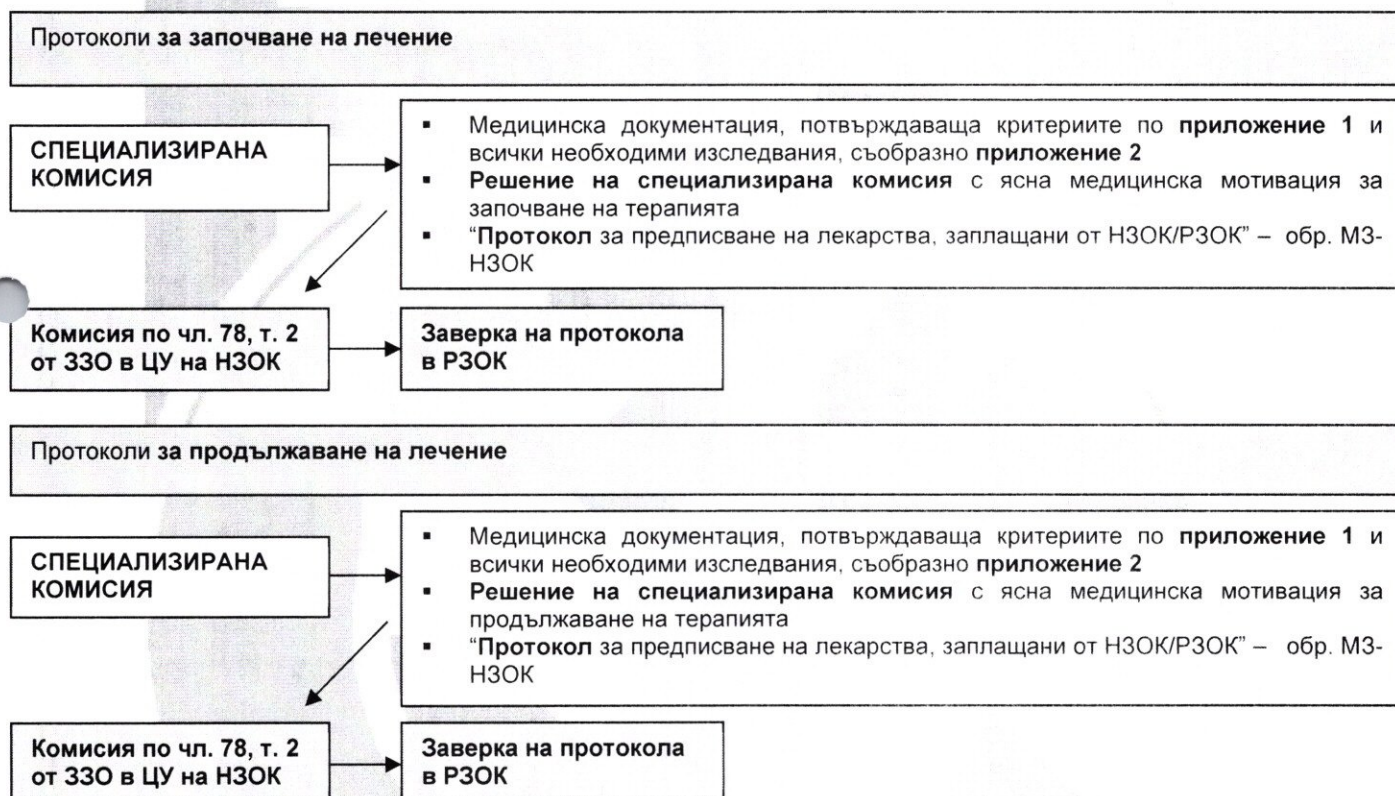 Протоколи за започване на лечение
СПЕЦИАЛИЗИРАНА
КОМИСИЯ
▪ Медицинска документация, потвърждаваща критериите по приложение 1 и
всички необходими изследвания, съобразно приложение 2
▪ Решение на специализирана комисия с ясна медицинска мотивация за
започване на терапията
▪ “Протокол за предписване на лекарства, заплащани от НЗОК/РЗОК” – обр. МЗ-
НЗОК
Комисия по чл. 78, т. 2
от ЗЗО в ЦУ на НЗОК
Заверка на протокола
в РЗОК
Протоколи за продължаване на лечение
СПЕЦИАЛИЗИРАНА
КОМИСИЯ
▪ Медицинска документация, потвърждаваща критериите по приложение 1 и
всички необходими изследвания, съобразно приложение 2
▪ Решение на специализирана комисия с ясна медицинска мотивация за
продължаване на терапията
▪ “Протокол за предписване на лекарства, заплащани от НЗОК/РЗОК” – обр. МЗ-
НЗОК
Комисия по чл. 78, т. 2
от ЗЗО в ЦУ на НЗОК
Заверка на протокола
в РЗОК